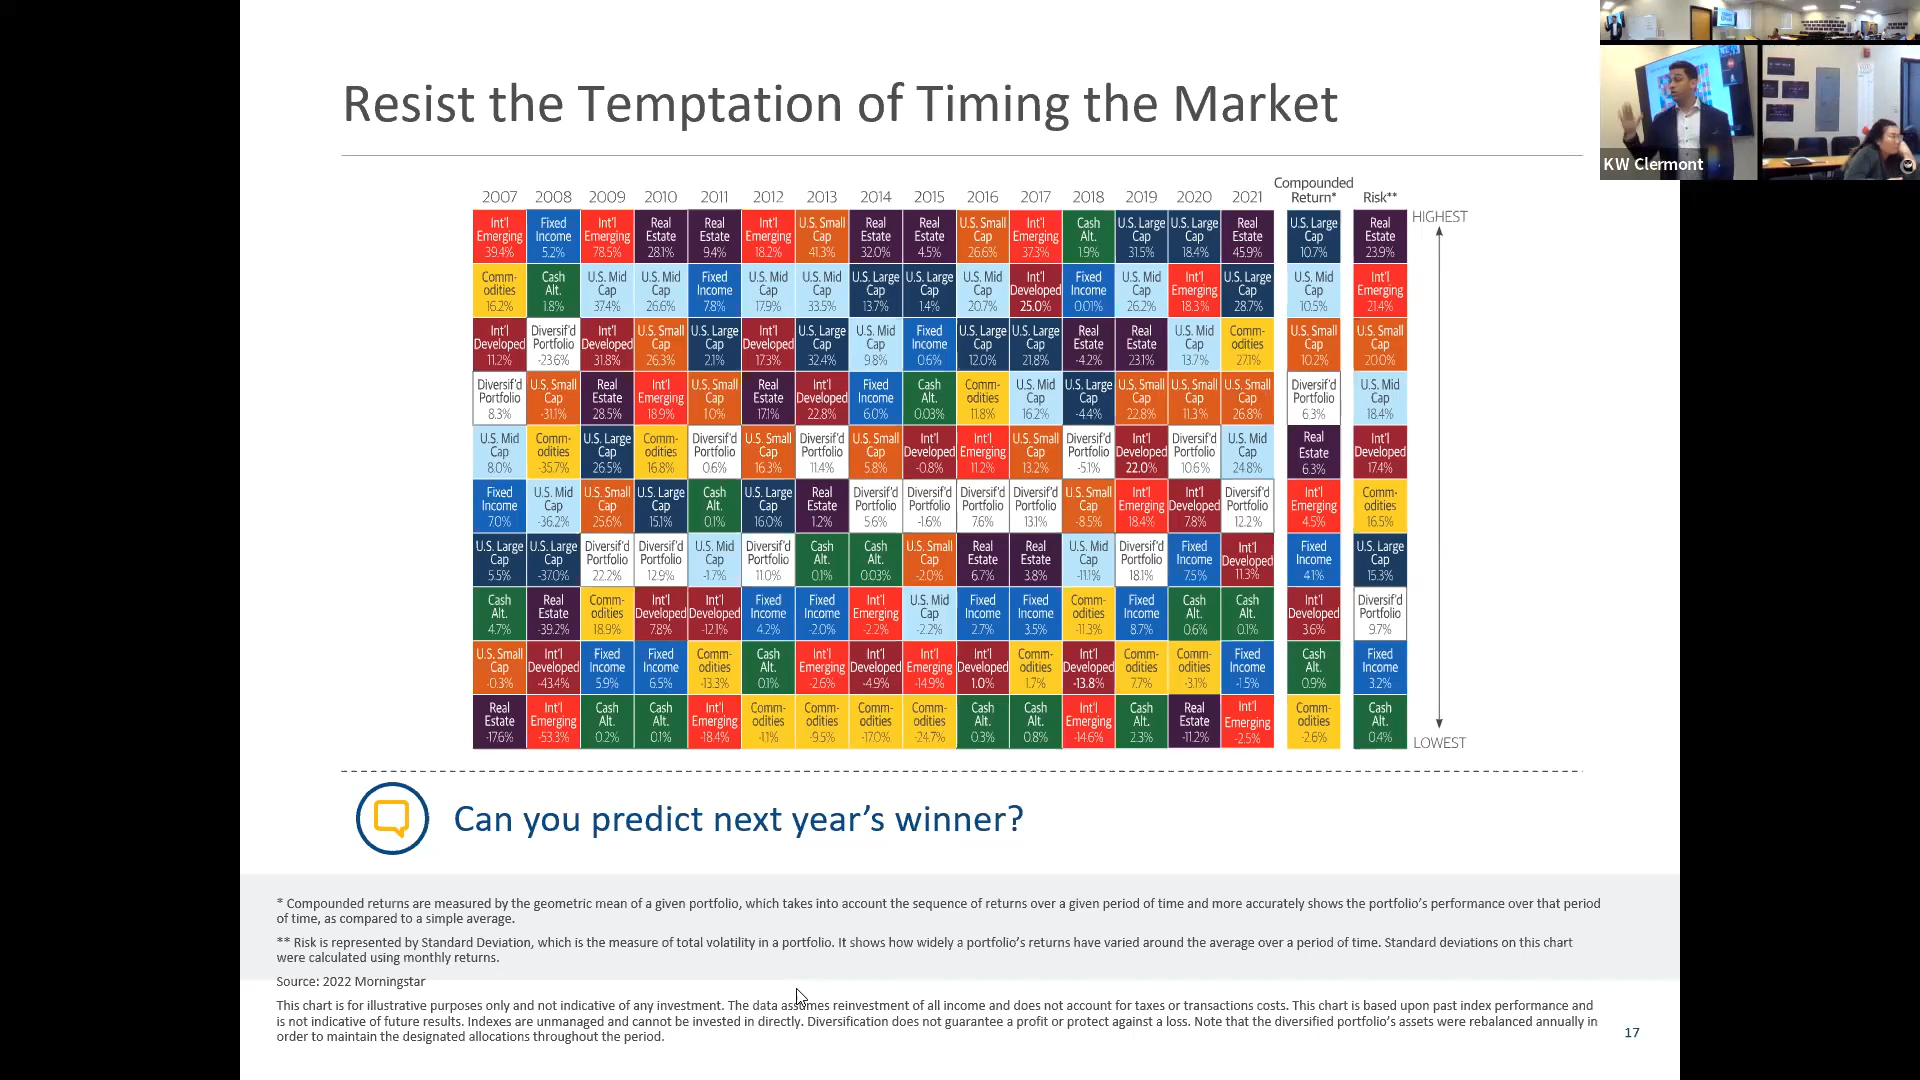 Resist the Temptation of Timing the Market
KW Clermont
2007 2008 2009 2010 2011 2012 2013 2014 2015 2016 2017 2018 2019 2020 2021 Compounded Return* Risk**
HIGHEST
Int'l Emerging 39.4% Fixed Income 5.2% Int'l Emerging 78.5% Real Estate 28.1% Real Estate 9.4% Int'l Emerging 18.2% U.S. Small Cap 41.3% Real Estate 32.0% Real Estate 4.5% U.S. Small Cap 26.6% Int'l Emerging 37.3% Cash Alt. 1.9% U.S. Large Cap 31.5% U.S. Large Cap 18.4% Real Estate 45.9% U.S. Large Cap 10.7% Real Estate 23.9%
Comm-odities 16.2% Cash Alt. 1.8% U.S. Mid Cap 37.4% U.S. Mid Cap 26.6% Fixed Income 7.8% U.S. Mid Cap 17.9% U.S. Mid Cap 33.5% U.S. Large Cap 13.7% U.S. Large Cap 1.4% U.S. Mid Cap 20.7% Int'l Developed 25.0% Fixed Income 0.01% U.S. Mid Cap 26.2% Int'l Emerging 18.3% U.S. Large Cap 28.7% U.S. Mid Cap 10.5% Int'l Emerging 21.4%
Int'l Developed 11.2% Diversif'd Portfolio -23.6% Int'l Developed 31.8% U.S. Small Cap 26.3% U.S. Large Cap 2.1% Int'l Developed 17.3% U.S. Large Cap 32.4% U.S. Mid Cap 9.8% Fixed Income 0.6% U.S. Large Cap 12.0% U.S. Large Cap 21.8% Real Estate -4.2% Real Estate 23.1% U.S. Mid Cap 13.7% Comm-odities 27.1% U.S. Small Cap 10.2% U.S. Small Cap 20.0%
Diversif'd Portfolio 8.3% U.S. Small Cap -31.1% Real Estate 28.5% Int'l Emerging 18.9% U.S. Small Cap 1.0% Real Estate 17.1% Int'l Developed 22.8% Fixed Income 6.0% Cash Alt. 0.03% Comm-odities 11.8% U.S. Mid Cap 16.2% U.S. Large Cap -4.4% U.S. Small Cap 22.8% U.S. Small Cap 11.3% U.S. Small Cap 26.8% Diversif'd Portfolio 6.3% U.S. Mid Cap 18.4%
U.S. Mid Cap 8.0% Comm-odities -35.7% U.S. Large Cap 26.5% Comm-odities 16.8% Diversif'd Portfolio 0.6% U.S. Small Cap 16.3% Diversif'd Portfolio 11.4% U.S. Small Cap 5.8% Int'l Developed -0.8% Int'l Emerging 11.2% U.S. Small Cap 13.2% Diversif'd Portfolio -5.1% Int'l Developed 22.0% Diversif'd Portfolio 10.6% U.S. Mid Cap 24.8% Real Estate 6.3% Int'l Developed 17.4%
Fixed Income 7.0% U.S. Mid Cap -36.2% U.S. Small Cap 25.6% U.S. Large Cap 15.1% Cash Alt. 0.1% U.S. Large Cap 16.0% Real Estate 1.2% Diversif'd Portfolio 5.6% Diversif'd Portfolio -1.6% Diversif'd Portfolio 7.6% Diversif'd Portfolio 13.1% U.S. Small Cap -8.5% Int'l Emerging 18.4% Int'l Developed 7.8% Diversif'd Portfolio 12.2% Int'l Emerging 4.5% Comm-odities 16.5%
U.S. Large Cap 5.5% U.S. Large Cap -37.0% Diversif'd Portfolio 22.2% Diversif'd Portfolio 12.9% U.S. Mid Cap -1.7% Diversif'd Portfolio 11.0% Cash Alt. 0.1% Cash Alt. 0.03% U.S. Small Cap -2.0% Real Estate 6.7% Real Estate 3.8% U.S. Mid Cap -11.1% Diversif'd Portfolio 18.1% Fixed Income 7.5% Int'l Developed 11.3% Fixed Income 4.1% U.S. Large Cap 15.3%
Cash Alt. 4.7% Real Estate -39.2% Comm-odities 18.9% Int'l Developed 7.8% Int'l Developed -12.1% Fixed Income 4.2% Fixed Income -2.0% Int'l Emerging -2.2% U.S. Mid Cap -2.2% Fixed Income 2.7% Fixed Income 3.5% Comm-odities -11.3% Fixed Income 8.7% Cash Alt. 0.6% Cash Alt. 0.1% Int'l Developed 3.6% Diversif'd Portfolio 9.7%
U.S. Small Cap -0.3% Int'l Developed -43.4% Fixed Income 5.9% Fixed Income 6.5% Comm-odities -13.3% Cash Alt. 0.1% Int'l Emerging -2.6% Int'l Developed -4.9% Int'l Emerging -14.9% Int'l Developed 1.0% Comm-odities 1.7% Int'l Developed -13.8% Comm-odities 7.7% Comm-odities -3.1% Fixed Income -1.5% Cash Alt. 0.9% Fixed Income 3.2%
Real Estate -17.6% Int'l Emerging -53.3% Cash Alt. 0.2% Cash Alt. 0.1% Int'l Emerging -18.4% Comm-odities -1.1% Comm-odities -9.5% Comm-odities -17.0% Comm-odities -24.7% Cash Alt. 0.3% Cash Alt. 0.8% Int'l Emerging -14.6% Cash Alt. 2.3% Real Estate -11.2% Int'l Emerging -2.5% Comm-odities -2.6% Cash Alt. 0.4%
LOWEST
Can you predict next year's winner?
* Compounded returns are measured by the geometric mean of a given portfolio, which takes into account the sequence of returns over a given period of time and more accurately shows the portfolio's performance over that period
of time, as compared to a simple average.
** Risk is represented by Standard Deviation, which is the measure of total volatility in a portfolio. It shows how widely a portfolio's returns have varied around the average over a period of time. Standard deviations on this chart
were calculated using monthly returns.
Source: 2022 Morningstar
This chart is for illustrative purposes only and not indicative of any investment. The data assumes reinvestment of all income and does not account for taxes or transactions costs. This chart is based upon past index performance and
is not indicative of future results. Indexes are unmanaged and cannot be invested in directly. Diversification does not guarantee a profit or protect against a loss. Note that the diversified portfolio's assets were rebalanced annually in
order to maintain the designated allocations throughout the period.
17